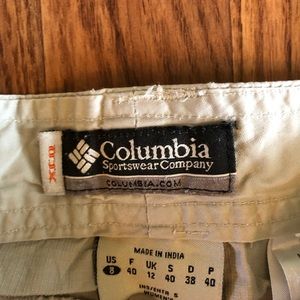 Columbia
Sportswear Company
COLUMBIA.COM
MADE IN INDIA
US F UK S D P
8 40 12 40 38 40